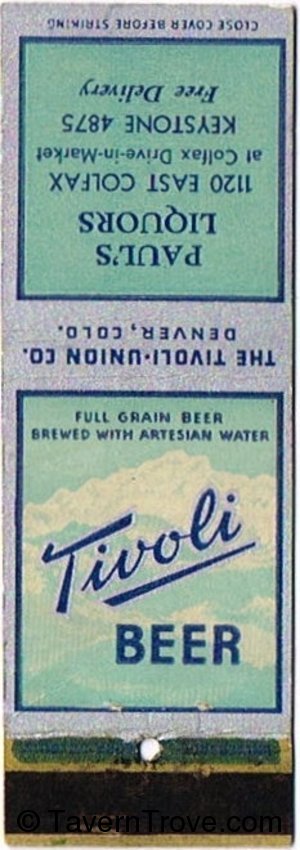 CLOSE COVER BEFORE STRIKING
PAUL'S
LIQUORS
1120 EAST COLFAX
at Colfax Drive-in-Market
KEYSTONE 4875
Free Delivery
THE TIVOLI-UNION CO.
DENVER, COLO.
FULL GRAIN BEER
BREWED WITH ARTESIAN WATER
Tivoli
BEER
© TavernTrove.com